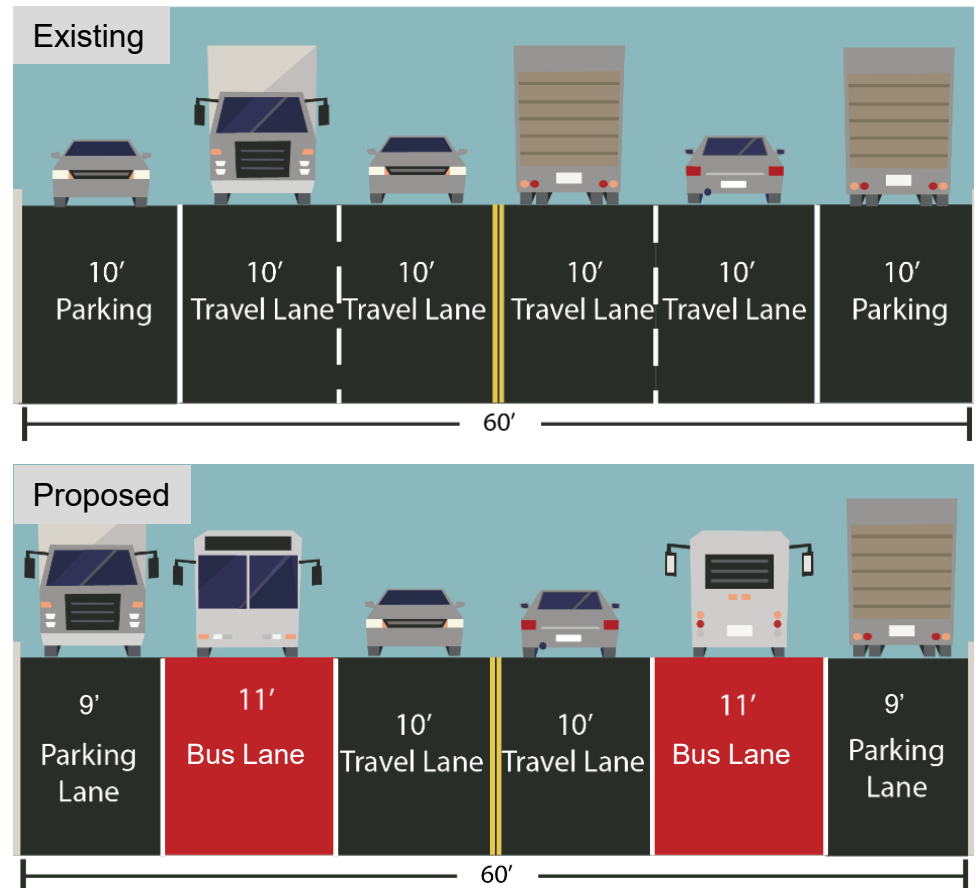 Existing
10’
Parking
10’
Travel Lane
10’
Travel Lane
10’
Travel Lane
10’
Travel Lane
10’
Parking
60’
Proposed
9’
Parking
Lane
11’
Bus Lane
10’
Travel Lane
10’
Travel Lane
11’
Bus Lane
9’
Parking
Lane
60’